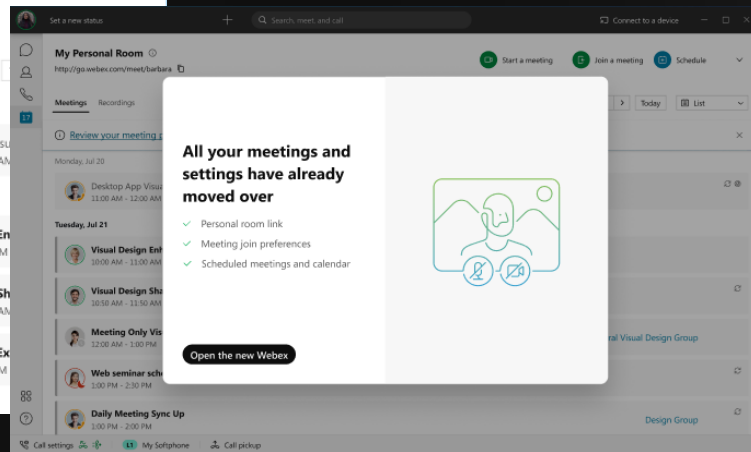 Set a new status
Search, meet, and call
Connect to a device
My Personal Room
http://go.webex.com/meet/barbara
Start a meeting
Join a meeting
Schedule
Meetings Recordings
Today
List
17
Review your meeting
Monday, Jul 20
Desktop App Visua
11:00 AM - 12:00 AM
Tuesday, Jul 21
Visual Design Enh
10:00 AM - 11:00 AM
Visual Design Sha
10:50 AM - 11:50 AM
Meeting Only Vis
12:00 AM - 1:00 PM
ral Visual Design Group
Web seminar sch
1:00 PM - 2:30 PM
Daily Meeting Sync Up
1:00 PM - 2:00 PM
Design Group
All your meetings and
settings have already
moved over
Personal room link
Meeting join preferences
Scheduled meetings and calendar
Open the new Webex
Call settings
L1 My Softphone
Call pickup